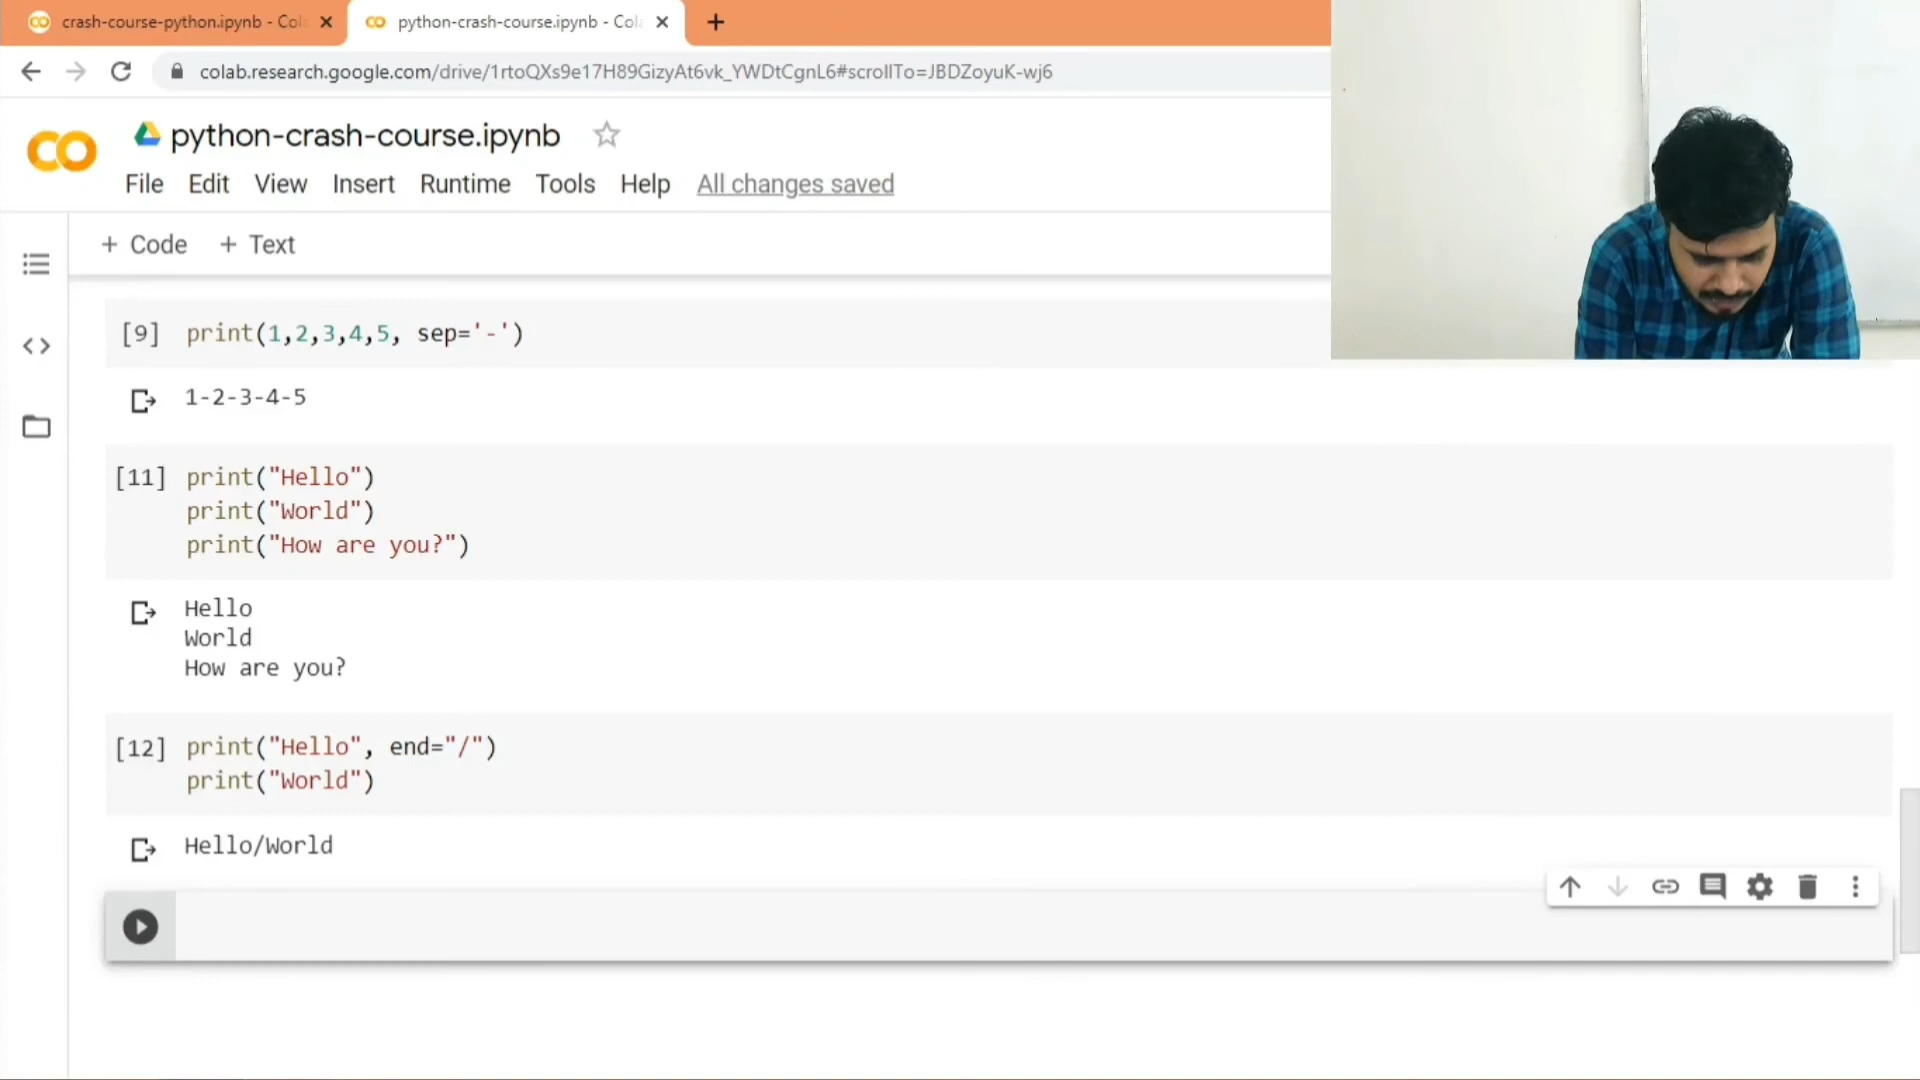 crash-course-python.ipynb - Col
python-crash-course.ipynb - Col
colab.research.google.com/drive/1rtoQXs9e17H89GizyAt6vk_YWDtCgnL6#scrollTo=JBDZoyuK-wj6
python-crash-course.ipynb
File Edit View Insert Runtime Tools Help All changes saved
+ Code + Text
[9] print(1,2,3,4,5, sep='-')
1-2-3-4-5
[11] print("Hello")
print("World")
print("How are you?")
Hello
World
How are you?
[12] print("Hello", end="/")
print("World")
Hello/World